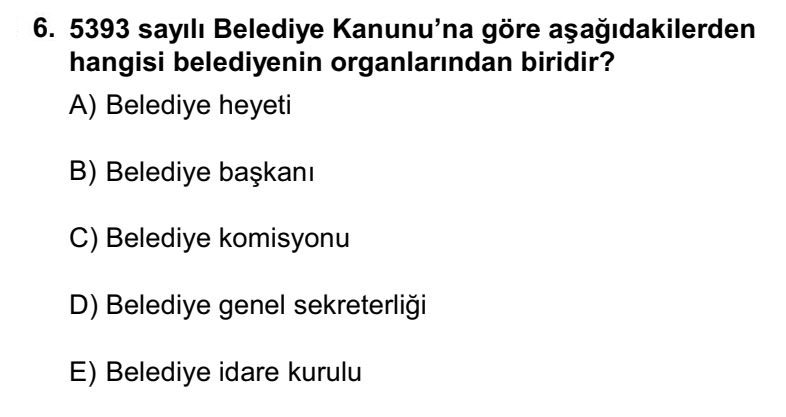 6. 5393 sayılı Belediye Kanunu’na göre aşağıdakilerden
hangisi belediyenin organlarından biridir?
A) Belediye heyeti
B) Belediye başkanı
C) Belediye komisyonu
D) Belediye genel sekreterliği
E) Belediye idare kurulu